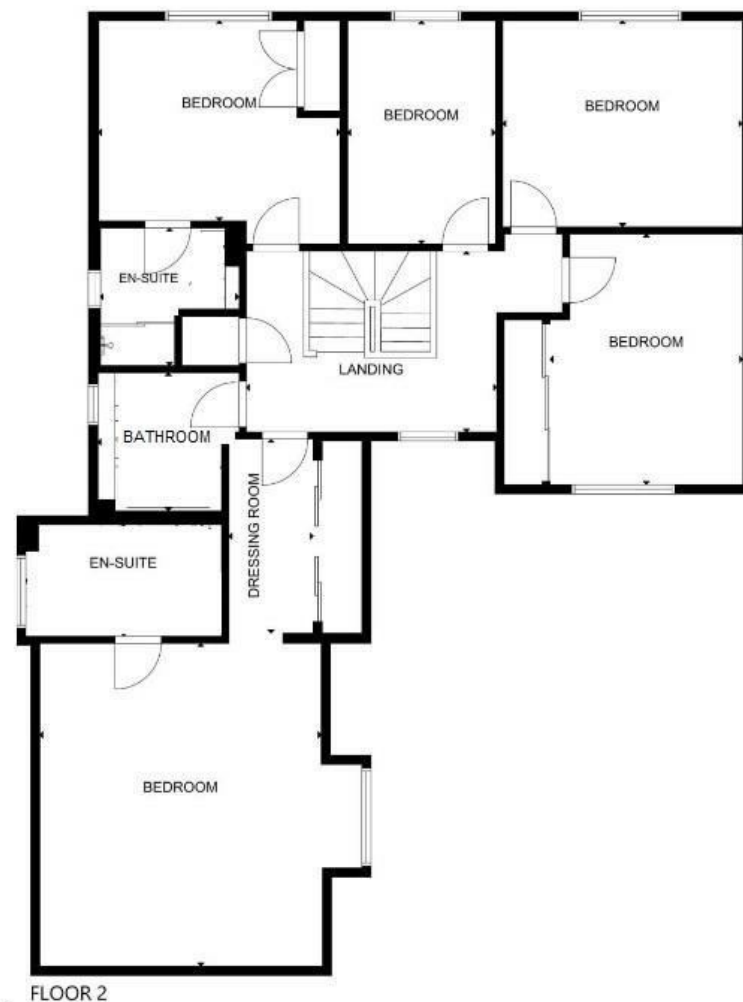 BEDROOM
BEDROOM
BEDROOM
EN-SUITE
LANDING
BEDROOM
BATHROOM
DRESSING ROOM
EN-SUITE
BEDROOM
FLOOR 2